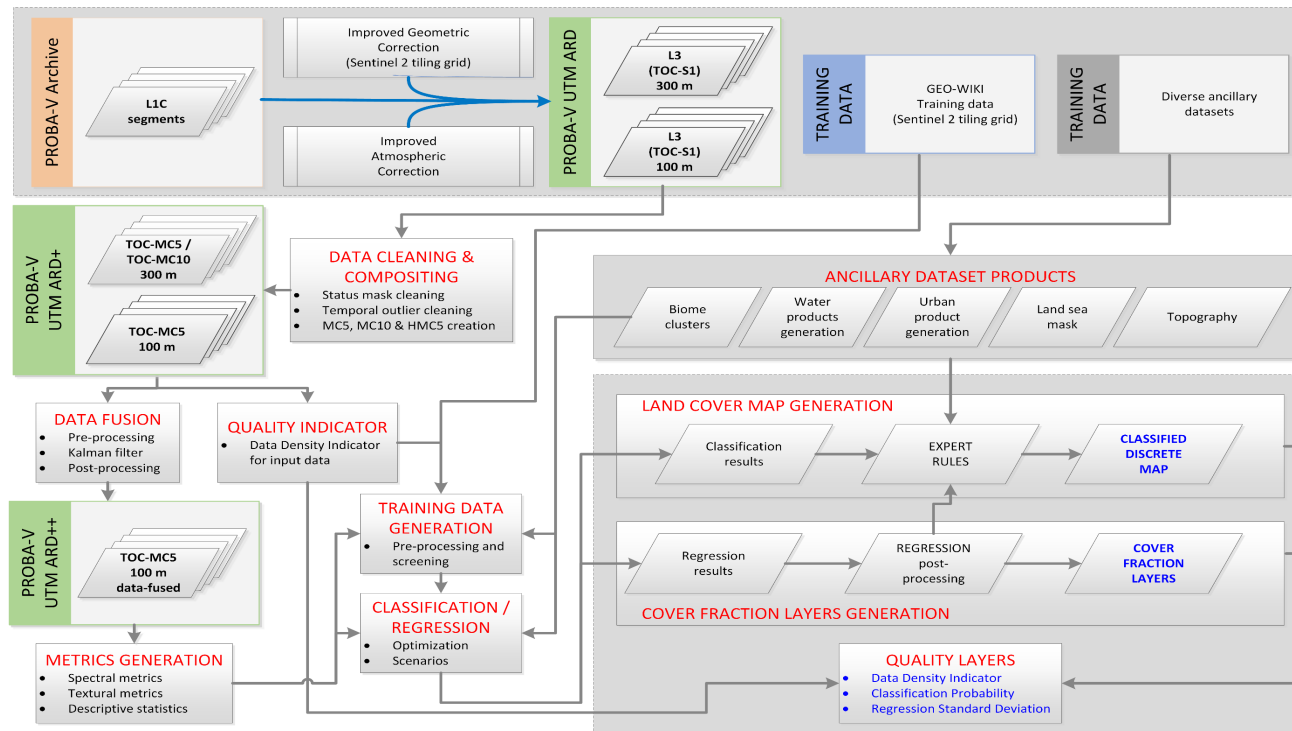 PROBA-V Archive
L1C
segments
Improved Geometric
Correction
(Sentinel 2 tiling grid)
Improved
Atmospheric
Correction
PROBA-V UTM ARD
L3
(TOC-S1)
300 m
L3
(TOC-S1)
100 m
TRAINING
DATA
GEO-WIKI
Training data
(Sentinel 2 tiling grid)
TRAINING
DATA
Diverse ancillary
datasets
PROBA-V
UTM ARD+
TOC-MC5 /
TOC-MC10
300 m
TOC-MC5
100 m
DATA CLEANING &
COMPOSITING
• Status mask cleaning
• Temporal outlier cleaning
• MC5, MC10 & HMC5 creation
ANCILLARY DATASET PRODUCTS
Biome
clusters
Water
products
generation
Urban
product
generation
Land sea
mask
Topography
DATA FUSION
• Pre-processing
• Kalman filter
• Post-processing
QUALITY INDICATOR
• Data Density Indicator
for input data
LAND COVER MAP GENERATION
Classification
results
EXPERT
RULES
CLASSIFIED
DISCRETE
MAP
PROBA-V
UTM ARD++
TOC-MC5
100 m
data-fused
TRAINING DATA
GENERATION
• Pre-processing and
screening
Regression
results
REGRESSION
post-
processing
COVER
FRACTION
LAYERS
COVER FRACTION LAYERS GENERATION
CLASSIFICATION /
REGRESSION
• Optimization
• Scenarios
METRICS GENERATION
• Spectral metrics
• Textural metrics
• Descriptive statistics
QUALITY LAYERS
• Data Density Indicator
• Classification Probability
• Regression Standard Deviation